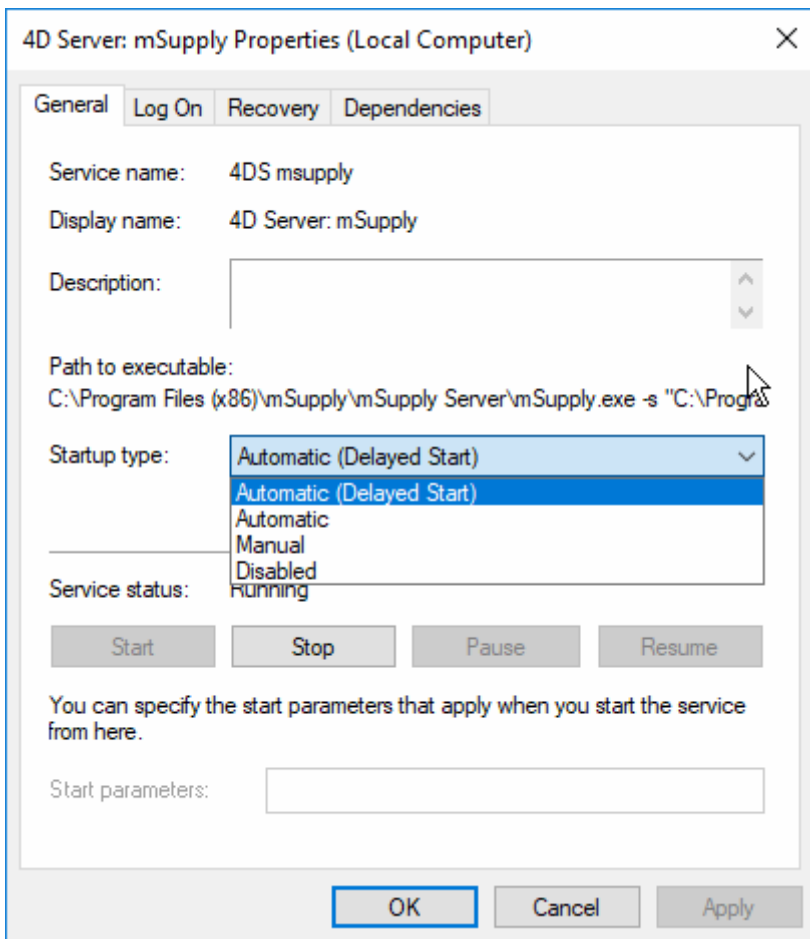 4D Server: mSupply Properties (Local Computer)
General Log On Recovery Dependencies
Service name: 4DS msupply
Display name: 4D Server: mSupply
Description:
Path to executable:
C:\Program Files (x86)\mSupply\mSupply Server\mSupply.exe -s "C:\Progra
Startup type: Automatic (Delayed Start)
Automatic (Delayed Start)
Automatic
Manual
Disabled
Service status: Running
Start Stop Pause Resume
You can specify the start parameters that apply when you start the service
from here.
Start parameters:
OK Cancel Apply